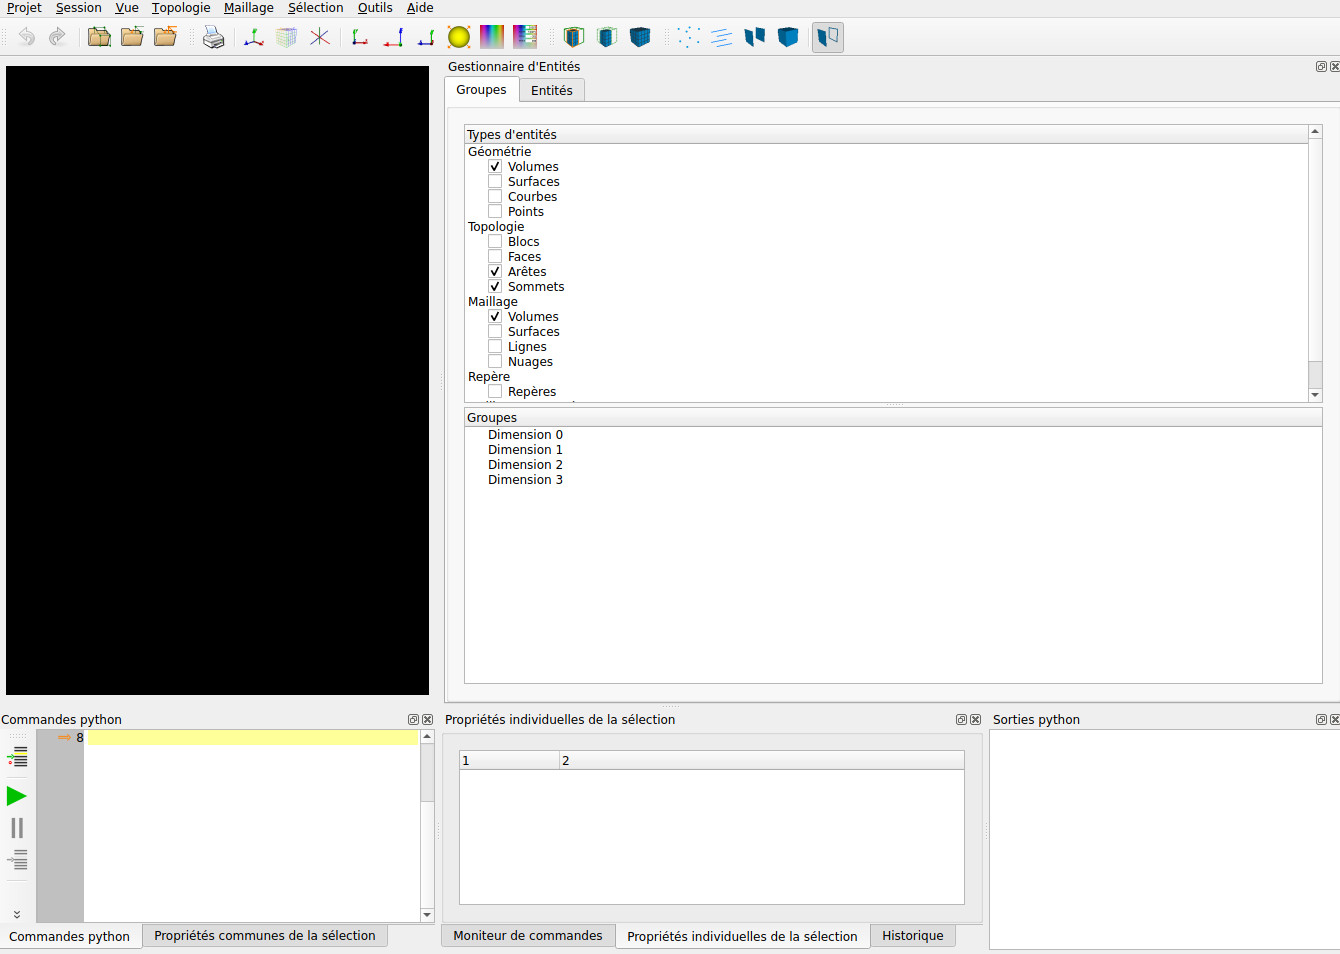 Projet Session Vue Topologie Maillage Sélection Outils Aide
Gestionnaire d'Entités
Groupes Entités
Types d'entités
Géométrie
Volumes
Surfaces
Courbes
Points
Topologie
Blocs
Faces
Arêtes
Sommets
Maillage
Volumes
Surfaces
Lignes
Nuages
Repère
Repères
Groupes
Dimension 0
Dimension 1
Dimension 2
Dimension 3
Commandes python
8
Commandes python Propriétés communes de la sélection
Propriétés individuelles de la sélection
1 2
Moniteur de commandes Propriétés individuelles de la sélection Historique
Sorties python